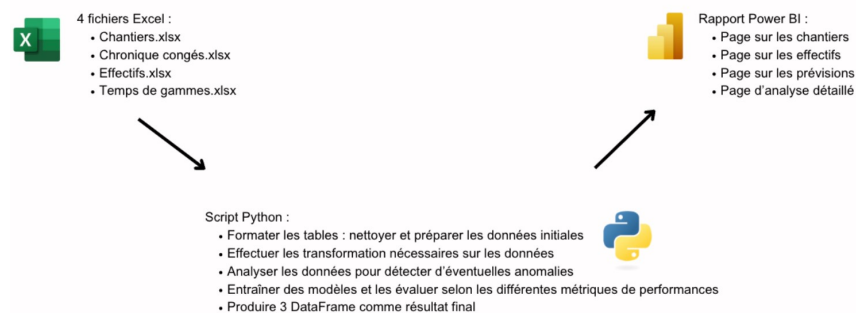 4 fichiers Excel :
• Chantiers.xlsx
• Chronique congés.xlsx
• Effectifs.xlsx
• Temps de gammes.xlsx
Rapport Power BI :
• Page sur les chantiers
• Page sur les effectifs
• Page sur les prévisions
• Page d'analyse détaillé
Script Python :
• Formater les tables : nettoyer et préparer les données initiales
• Effectuer les transformation nécessaires sur les données
• Analyser les données pour détecter d'éventuelles anomalies
• Entraîner des modèles et les évaluer selon les différentes métriques de performances
• Produire 3 DataFrame comme résultat final